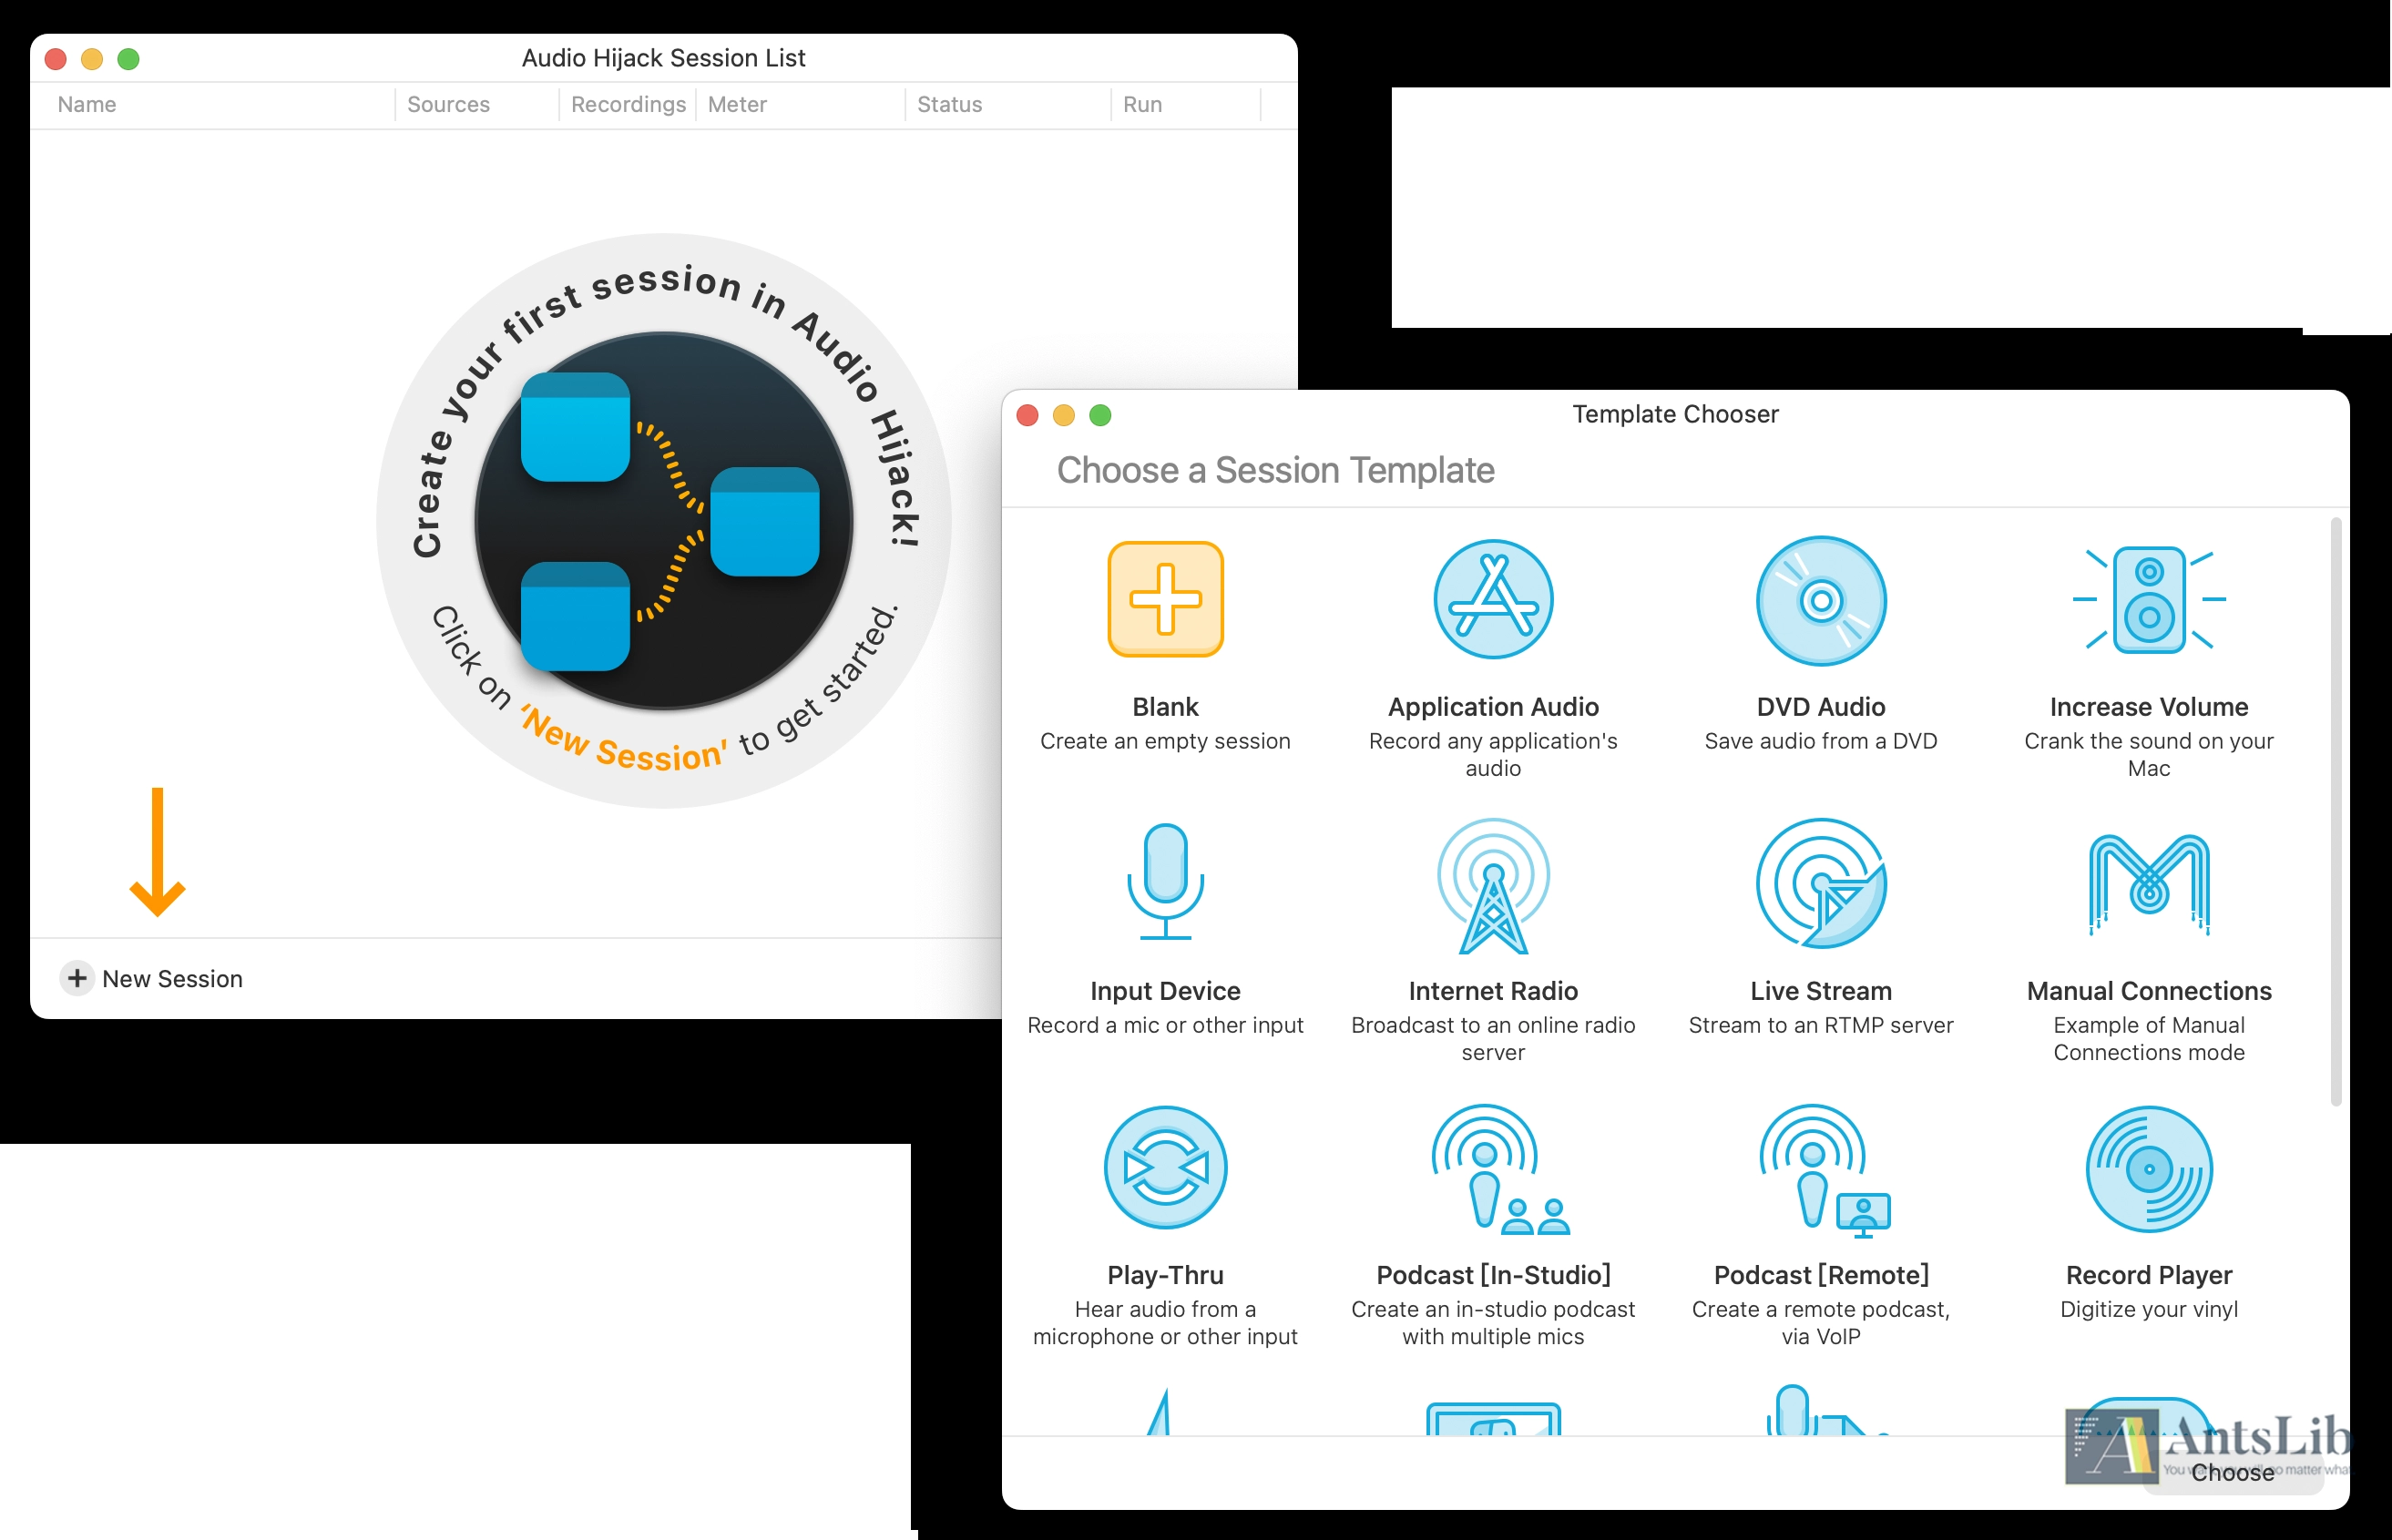 Audio Hijack Session List
Name
Sources
Recordings
Meter
Status
Run
Create your first session in Audio Hijack!
Click on ‘New Session’ to get started.
New Session
Template Chooser
Choose a Session Template
Blank
Create an empty session
Application Audio
Record any application's
audio
DVD Audio
Save audio from a DVD
Increase Volume
Crank the sound on your
Mac
Input Device
Record a mic or other input
Internet Radio
Broadcast to an online radio
server
Live Stream
Stream to an RTMP server
Manual Connections
Example of Manual
Connections mode
Play-Thru
Hear audio from a
microphone or other input
Podcast [In-Studio]
Create an in-studio podcast
with multiple mics
Podcast [Remote]
Create a remote podcast,
via VoIP
Record Player
Digitize your vinyl
AntsLib
You want, you will, no matter what
Choose